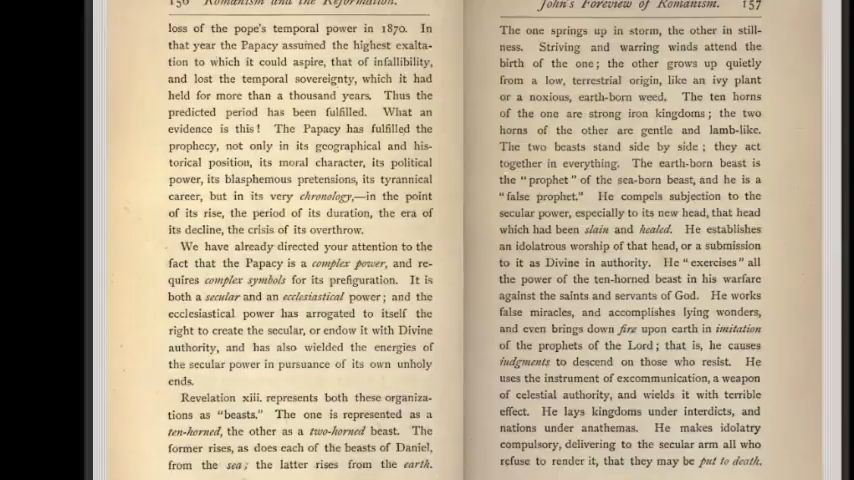 156 Romanism and the Reformation.
loss of the pope's temporal power in 1870. In
that year the Papacy assumed the highest exalta-
tion to which it could aspire, that of infallibility,
and lost the temporal sovereignty, which it had
held for more than a thousand years. Thus the
predicted period has been fulfilled. What an
evidence is this! The Papacy has fulfilled the
prophecy, not only in its geographical and his-
torical position, its moral character, its political
power, its blasphemous pretensions, its tyrannical
career, but in its very chronology,—in the point
of its rise, the period of its duration, the era of
its decline, the crisis of its overthrow.
We have already directed your attention to the
fact that the Papacy is a complex power, and re-
quires complex symbols for its prefiguration. It is
both a secular and an ecclesiastical power; and the
ecclesiastical power has arrogated to itself the
right to create the secular, or endow it with Divine
authority, and has also wielded the energies of
the secular power in pursuance of its own unholy
ends.
Revelation xiii. represents both these organiza-
tions as "beasts." The one is represented as a
ten-horned, the other as a two-horned beast. The
former rises, as does each of the beasts of Daniel,
from the sea; the latter rises from the earth.
John's Foreview of Romanism. 157
The one springs up in storm, the other in still-
ness. Striving and warring winds attend the
birth of the one; the other grows up quietly
from a low, terrestrial origin, like an ivy plant
or a noxious, earth-born weed. The ten horns
of the one are strong iron kingdoms; the two
horns of the other are gentle and lamb-like.
The two beasts stand side by side; they act
together in everything. The earth-born beast is
the "prophet" of the sea-born beast, and he is a
"false prophet." He compels subjection to the
secular power, especially to its new head, that head
which had been slain and healed. He establishes
an idolatrous worship of that head, or a submission
to it as Divine in authority. He "exercises" all
the power of the ten-horned beast in his warfare
against the saints and servants of God. He works
false miracles, and accomplishes lying wonders,
and even brings down fire upon earth in imitation
of the prophets of the Lord; that is, he causes
judgments to descend on those who resist. He
uses the instrument of excommunication, a weapon
of celestial authority, and wields it with terrible
effect. He lays kingdoms under interdicts, and
nations under anathemas. He makes idolatry
compulsory, delivering to the secular arm all who
refuse to render it, that they may be put to death.